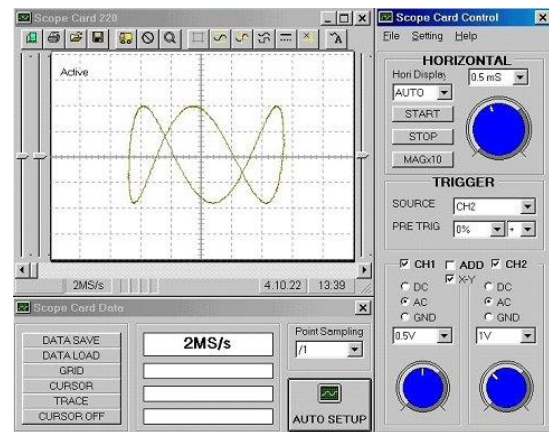 Scope Card 220
Active
2MS/s
4.10.22
13:39
Scope Card Data
DATA SAVE
DATA LOAD
GRID
CURSOR
TRACE
CURSOR OFF
2MS/s
Point Sampling
/1
AUTO SETUP
Scope Card Control
File Setting Help
HORIZONTAL
Hori Display
0.5 mS
AUTO
START
STOP
MAGx10
TRIGGER
SOURCE
CH2
PRE TRIG
0%
+
CH1 ADD CH2
X-Y
DC DC
AC AC
GND GND
0.5V 1V